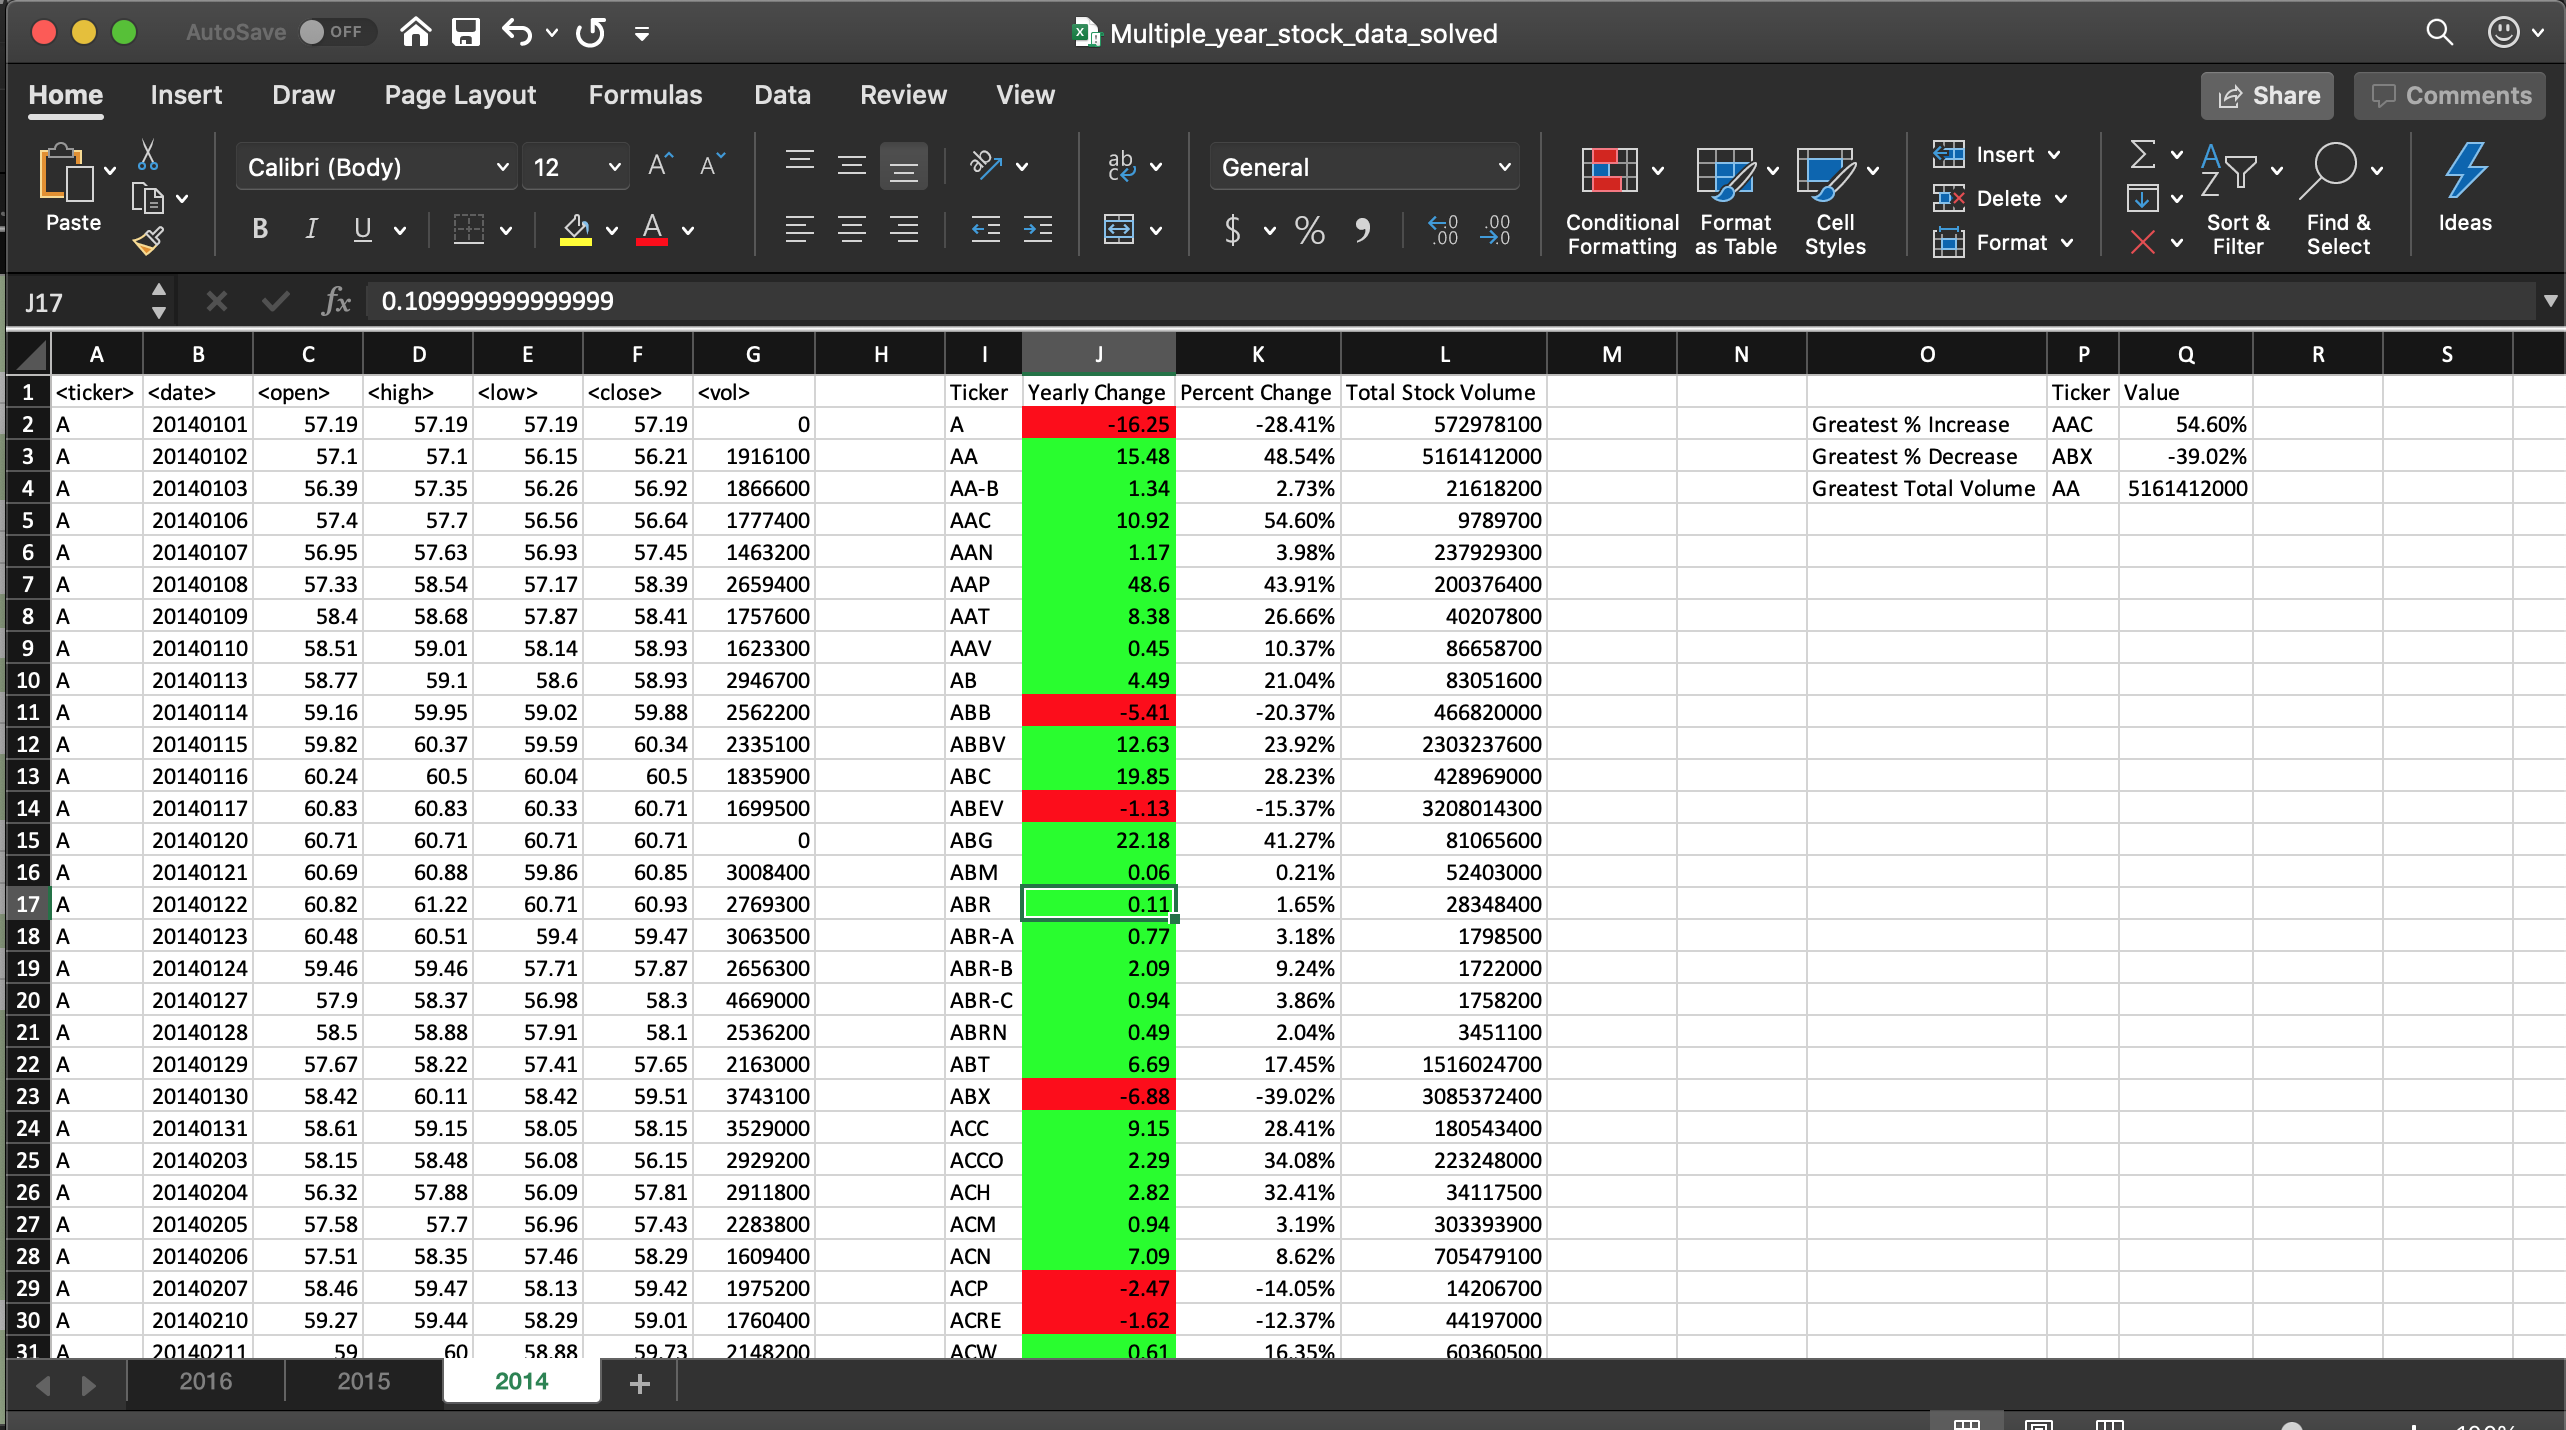 AutoSave OFF Multiple_year_stock_data_solved
Home Insert Draw Page Layout Formulas Data Review View Share Comments
Paste Calibri (Body) 12 A A ab c General Conditional Formatting Format as Table Cell Styles Insert Delete Format Sort & Filter Find & Select Ideas
B I U A $ % , .00 .0
J17 fx 0.109999999999999
A B C D E F G H I J K L M N O P Q R S
1 <ticker> <date> <open> <high> <low> <close> <vol> Ticker Yearly Change Percent Change Total Stock Volume Ticker Value
2 A 20140101 57.19 57.19 57.19 57.19 0 A -16.25 -28.41% 572978100 Greatest % Increase AAC 54.60%
3 A 20140102 57.1 57.1 56.15 56.21 1916100 AA 15.48 48.54% 5161412000 Greatest % Decrease ABX -39.02%
4 A 20140103 56.39 57.35 56.26 56.92 1866600 AA-B 1.34 2.73% 21618200 Greatest Total Volume AA 5161412000
5 A 20140106 57.4 57.7 56.56 56.64 1777400 AAC 10.92 54.60% 9789700
6 A 20140107 56.95 57.63 56.93 57.45 1463200 AAN 1.17 3.98% 237929300
7 A 20140108 57.33 58.54 57.17 58.39 2659400 AAP 48.6 43.91% 200376400
8 A 20140109 58.4 58.68 57.87 58.41 1757600 AAT 8.38 26.66% 40207800
9 A 20140110 58.51 59.01 58.14 58.93 1623300 AAV 0.45 10.37% 86658700
10 A 20140113 58.77 59.1 58.6 58.93 2946700 AB 4.49 21.04% 83051600
11 A 20140114 59.16 59.95 59.02 59.88 2562200 ABB -5.41 -20.37% 466820000
12 A 20140115 59.82 60.37 59.59 60.34 2335100 ABBV 12.63 23.92% 2303237600
13 A 20140116 60.24 60.5 60.04 60.5 1835900 ABC 19.85 28.23% 428969000
14 A 20140117 60.83 60.83 60.33 60.71 1699500 ABEV -1.13 -15.37% 3208014300
15 A 20140120 60.71 60.71 60.71 60.71 0 ABG 22.18 41.27% 81065600
16 A 20140121 60.69 60.88 59.86 60.85 3008400 ABM 0.06 0.21% 52403000
17 A 20140122 60.82 61.22 60.71 60.93 2769300 ABR 0.11 1.65% 28348400
18 A 20140123 60.48 60.51 59.4 59.47 3063500 ABR-A 0.77 3.18% 1798500
19 A 20140124 59.46 59.46 57.71 57.87 2656300 ABR-B 2.09 9.24% 1722000
20 A 20140127 57.9 58.37 56.98 58.3 4669000 ABR-C 0.94 3.86% 1758200
21 A 20140128 58.5 58.88 57.91 58.1 2536200 ABRN 0.49 2.04% 3451100
22 A 20140129 57.67 58.22 57.41 57.65 2163000 ABT 6.69 17.45% 1516024700
23 A 20140130 58.42 60.11 58.42 59.51 3743100 ABX -6.88 -39.02% 3085372400
24 A 20140131 58.61 59.15 58.05 58.15 3529000 ACC 9.15 28.41% 180543400
25 A 20140203 58.15 58.48 56.08 56.15 2929200 ACCO 2.29 34.08% 223248000
26 A 20140204 56.32 57.88 56.09 57.81 2911800 ACH 2.82 32.41% 34117500
27 A 20140205 57.58 57.7 56.96 57.43 2283800 ACM 0.94 3.19% 303393900
28 A 20140206 57.51 58.35 57.46 58.29 1609400 ACN 7.09 8.62% 705479100
29 A 20140207 58.46 59.47 58.13 59.42 1975200 ACP -2.47 -14.05% 14206700
30 A 20140210 59.27 59.44 58.29 59.01 1760400 ACRE -1.62 -12.37% 44197000
31 A 20140211 59 60 58.88 59.73 2148200 ACW 0.61 16.35% 60360500
2016 2015 2014